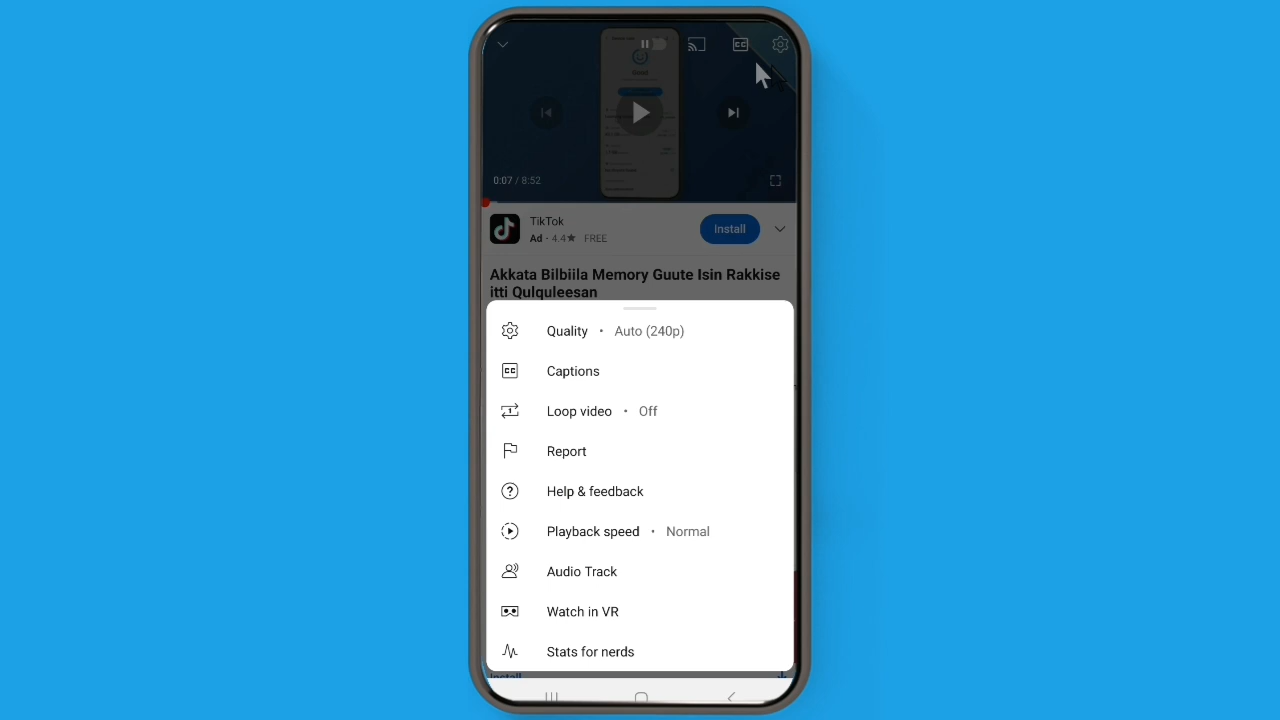 0:07 / 8:52
TikTok
Ad · 4.4★ FREE
Install
Akkata Bilbiila Memory Guute Isin Rakkise
itti Qulqulleesan
Quality · Auto (240p)
Captions
Loop video · Off
Report
Help & feedback
Playback speed · Normal
Audio Track
Watch in VR
Stats for nerds
Install